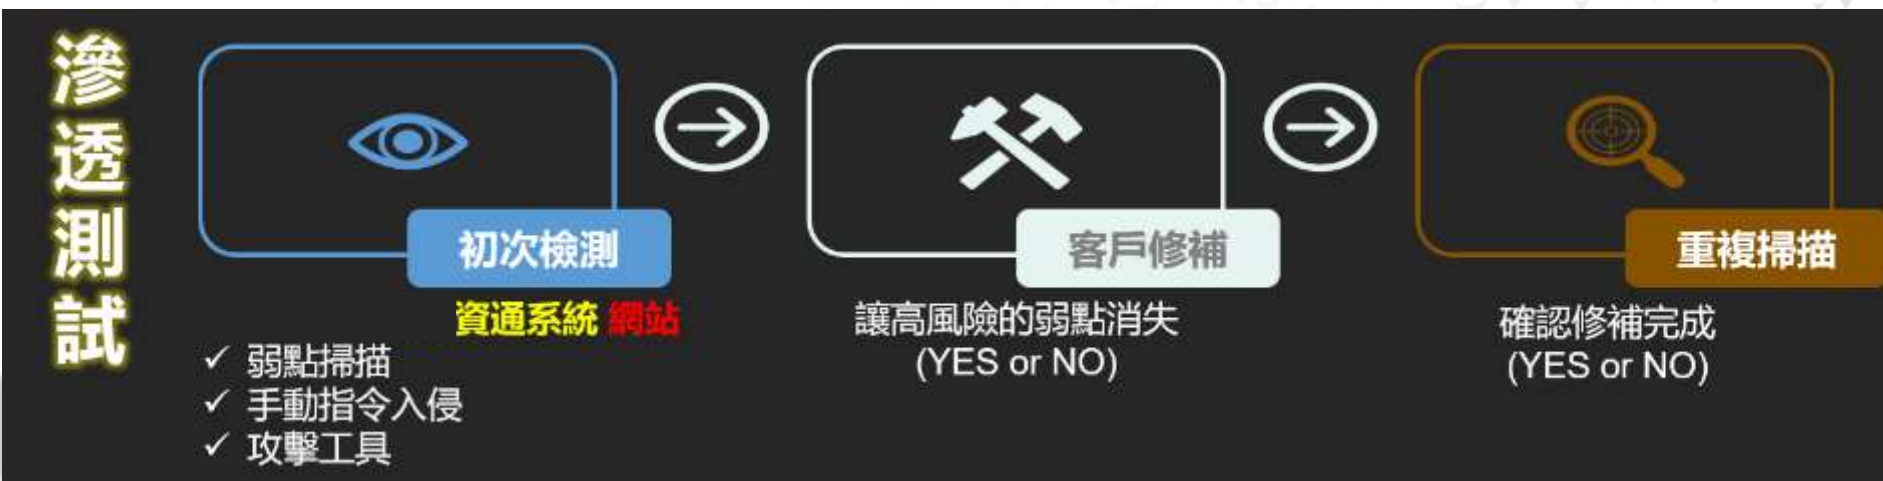 滲透測試
初次檢測
資通系統 網站
✓ 弱點掃描
✓ 手動指令入侵
✓ 攻擊工具
客戶修補
讓高風險的弱點消失
(YES or NO)
重複掃描
確認修補完成
(YES or NO)